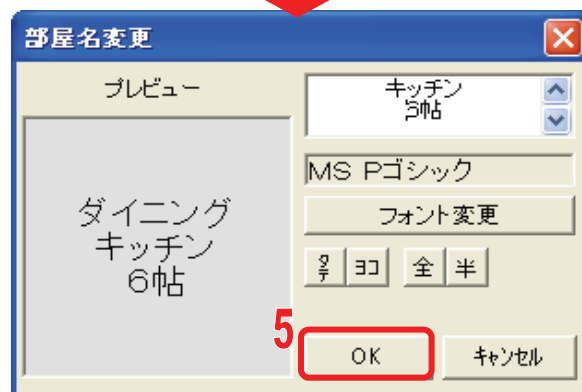 部屋名変更
プレビュー
ダイニング
キッチン
6帖
キッチン
6帖
MS Pゴシック
フォント変更
タテ
ヨコ
全
半
5
OK
キャンセル